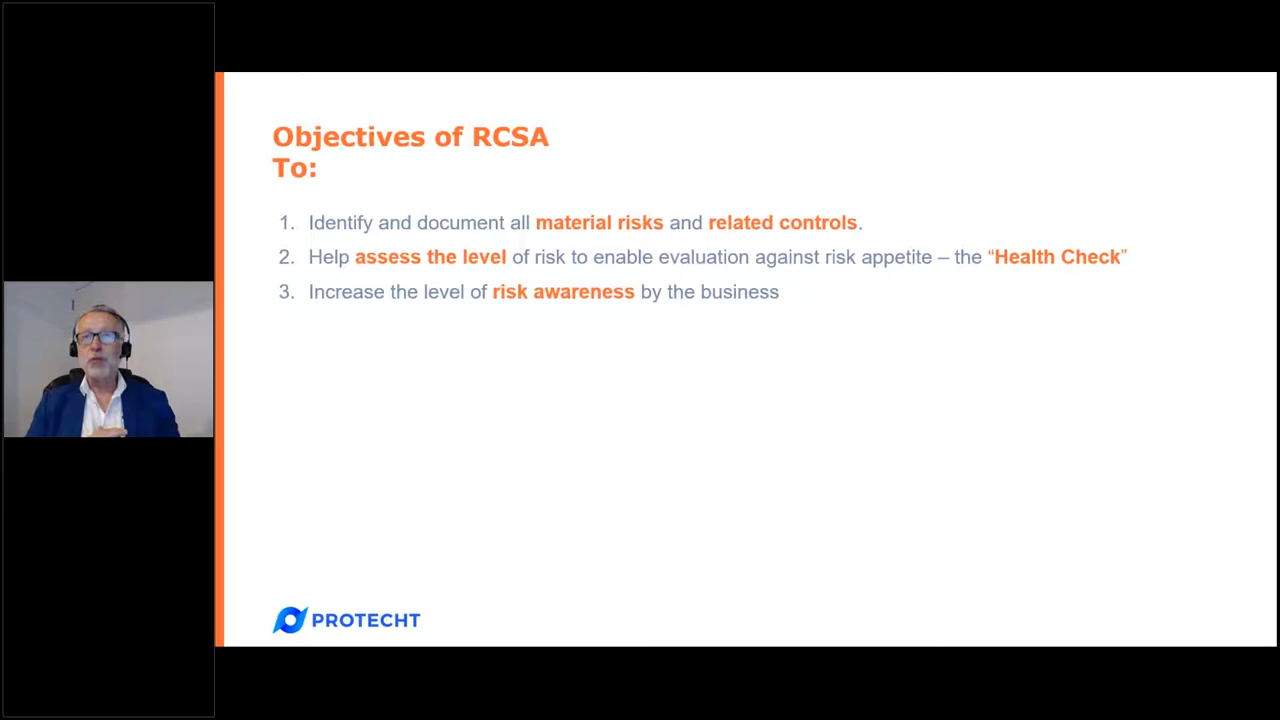 Objectives of RCSA
To:
1. Identify and document all material risks and related controls.
2. Help assess the level of risk to enable evaluation against risk appetite – the “Health Check”
3. Increase the level of risk awareness by the business
PROTECHT